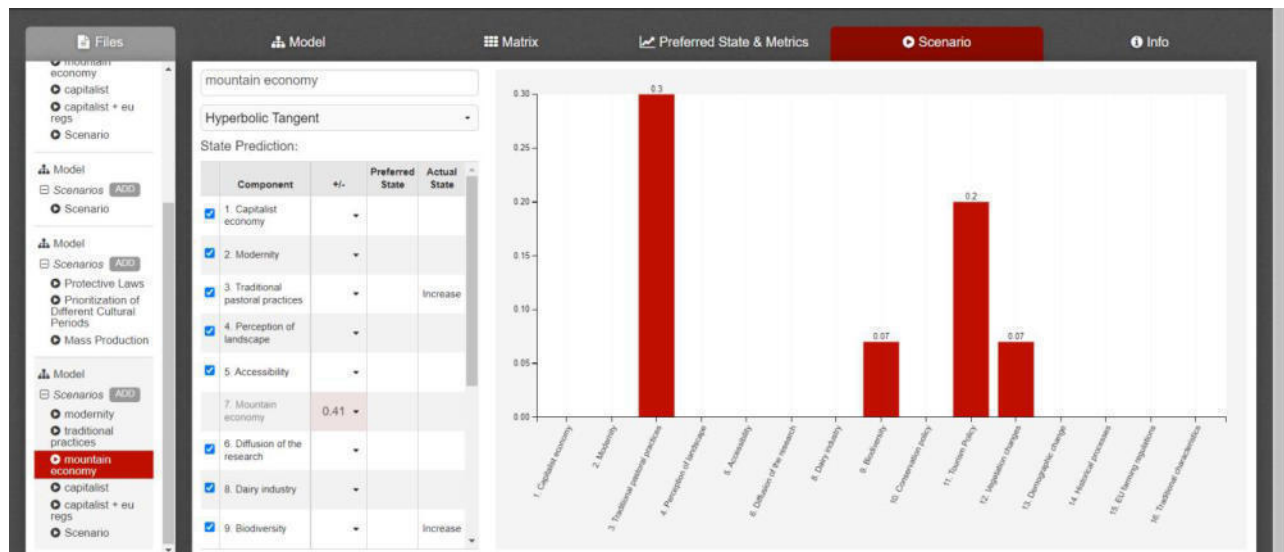 Files
Model
Matrix
Preferred State & Metrics
Scenario
Info
mountain
economy
capitalist
capitalist + eu
regs
Scenario
Model
Scenarios ADD
Scenario
Model
Scenarios ADD
Protective Laws
Prioritization of
Different Cultural
Periods
Mass Production
Model
Scenarios ADD
modernity
traditional
practices
mountain
economy
capitalist
capitalist + eu
regs
Scenario
mountain economy
Hyperbolic Tangent
State Prediction:
Component +/- Preferred State Actual State
1. Capitalist
economy
2. Modernity
3. Traditional
pastoral practices Increase
4. Perception of
landscape
5. Accessibility
7. Mountain
economy 0.41
6. Diffusion of the
research
8. Dairy industry
9. Biodiversity Increase
0.30
0.25
0.20
0.15
0.10
0.05
0.00
0.3
0.07
0.2
0.07
1. Capitalist economy
2. Modernity
3. Traditional pastoral practices
4. Perception of landscape
5. Accessibility
6. Diffusion of the research
8. Dairy industry
9. Biodiversity
10. Conservation policy
11. Tourism Policy
12. Vegetation changes
13. Demographic change
14. Historical processes
15. EU farming regulations
16. Traditional characteristics